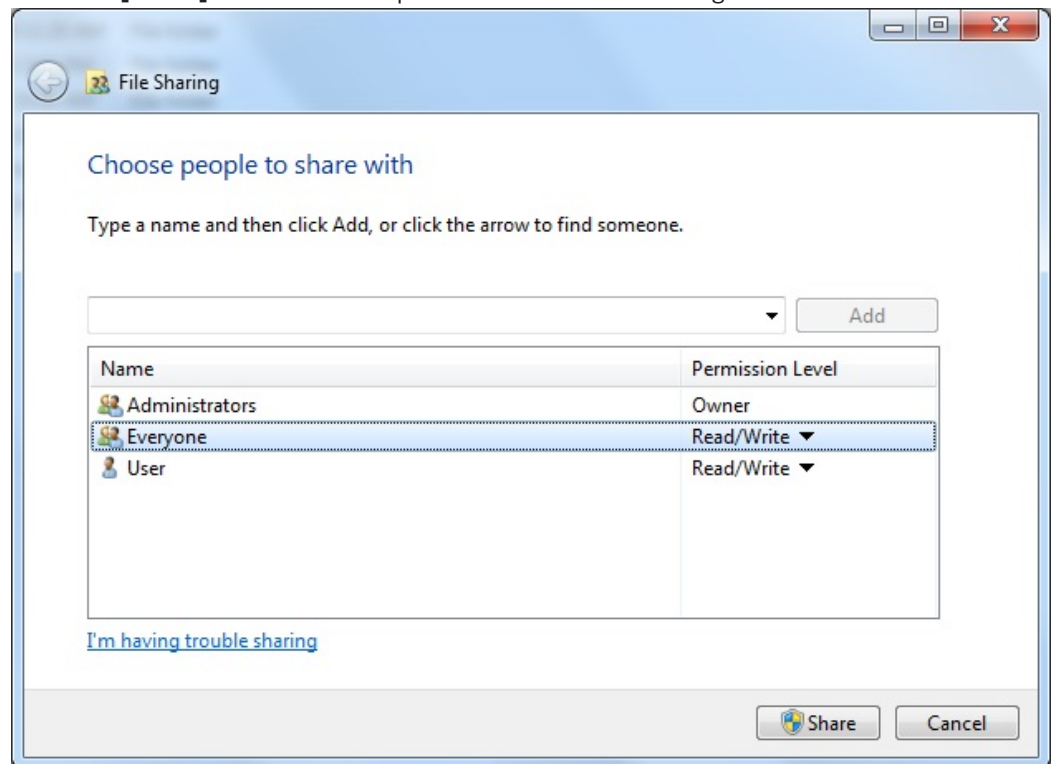 File Sharing
Choose people to share with
Type a name and then click Add, or click the arrow to find someone.
Add
Name Permission Level
Administrators Owner
Everyone Read/Write
User Read/Write
I'm having trouble sharing
Share Cancel